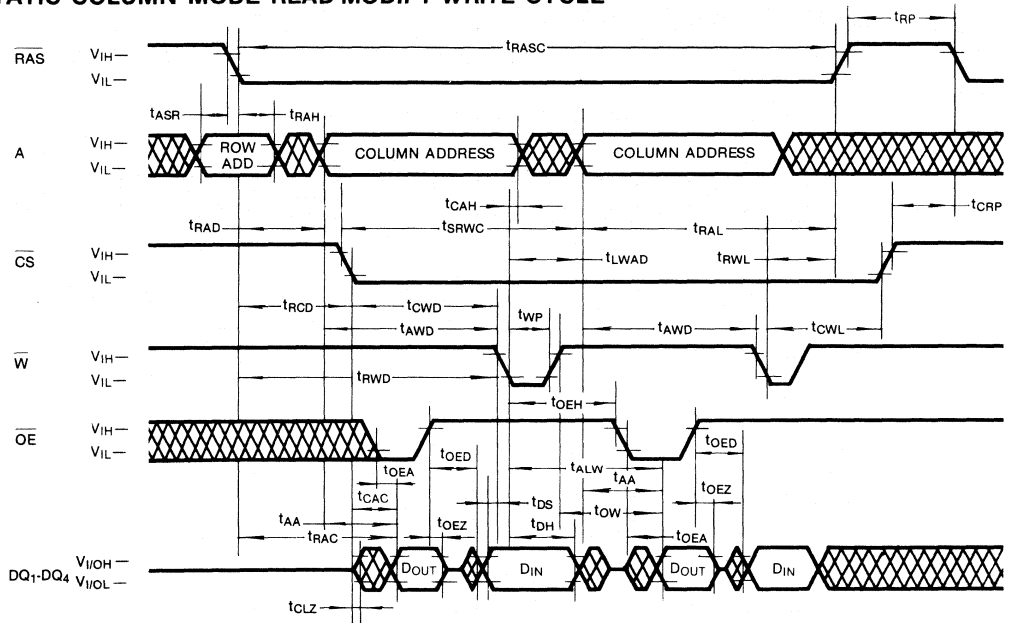 STATIC COLUMN MODE READ-MODIFY-WRITE CYCLE
tRP
tRASC
RAS
VIH—
VIL—
tASR
tRAH
A
VIH—
VIL—
ROW ADD
COLUMN ADDRESS
COLUMN ADDRESS
tCAH
tCRP
tRAD
tSRWC
tRAL
CS
VIH—
VIL—
tLWAD
tRWL
tRCD
tCWD
tWP
tAWD
tAWD
tCWL
W
VIH—
VIL—
tRWD
tOEH
OE
VIH—
VIL—
tOEA
tOED
tALW
tOED
tCAC
tAA
tOEZ
tDS
tOW
tAA
tRAC
tOEZ
tDH
tOEA
DQ1-DQ4
VI/OH—
VI/OL—
DOUT
DIN
DOUT
DIN
tCLZ